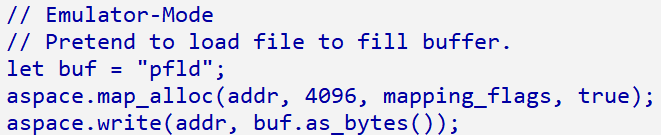 // Emulator-Mode
// Pretend to load file to fill buffer.
let buf = "pfld";
aspace.map_alloc(addr, 4096, mapping_flags, true);
aspace.write(addr, buf.as_bytes());